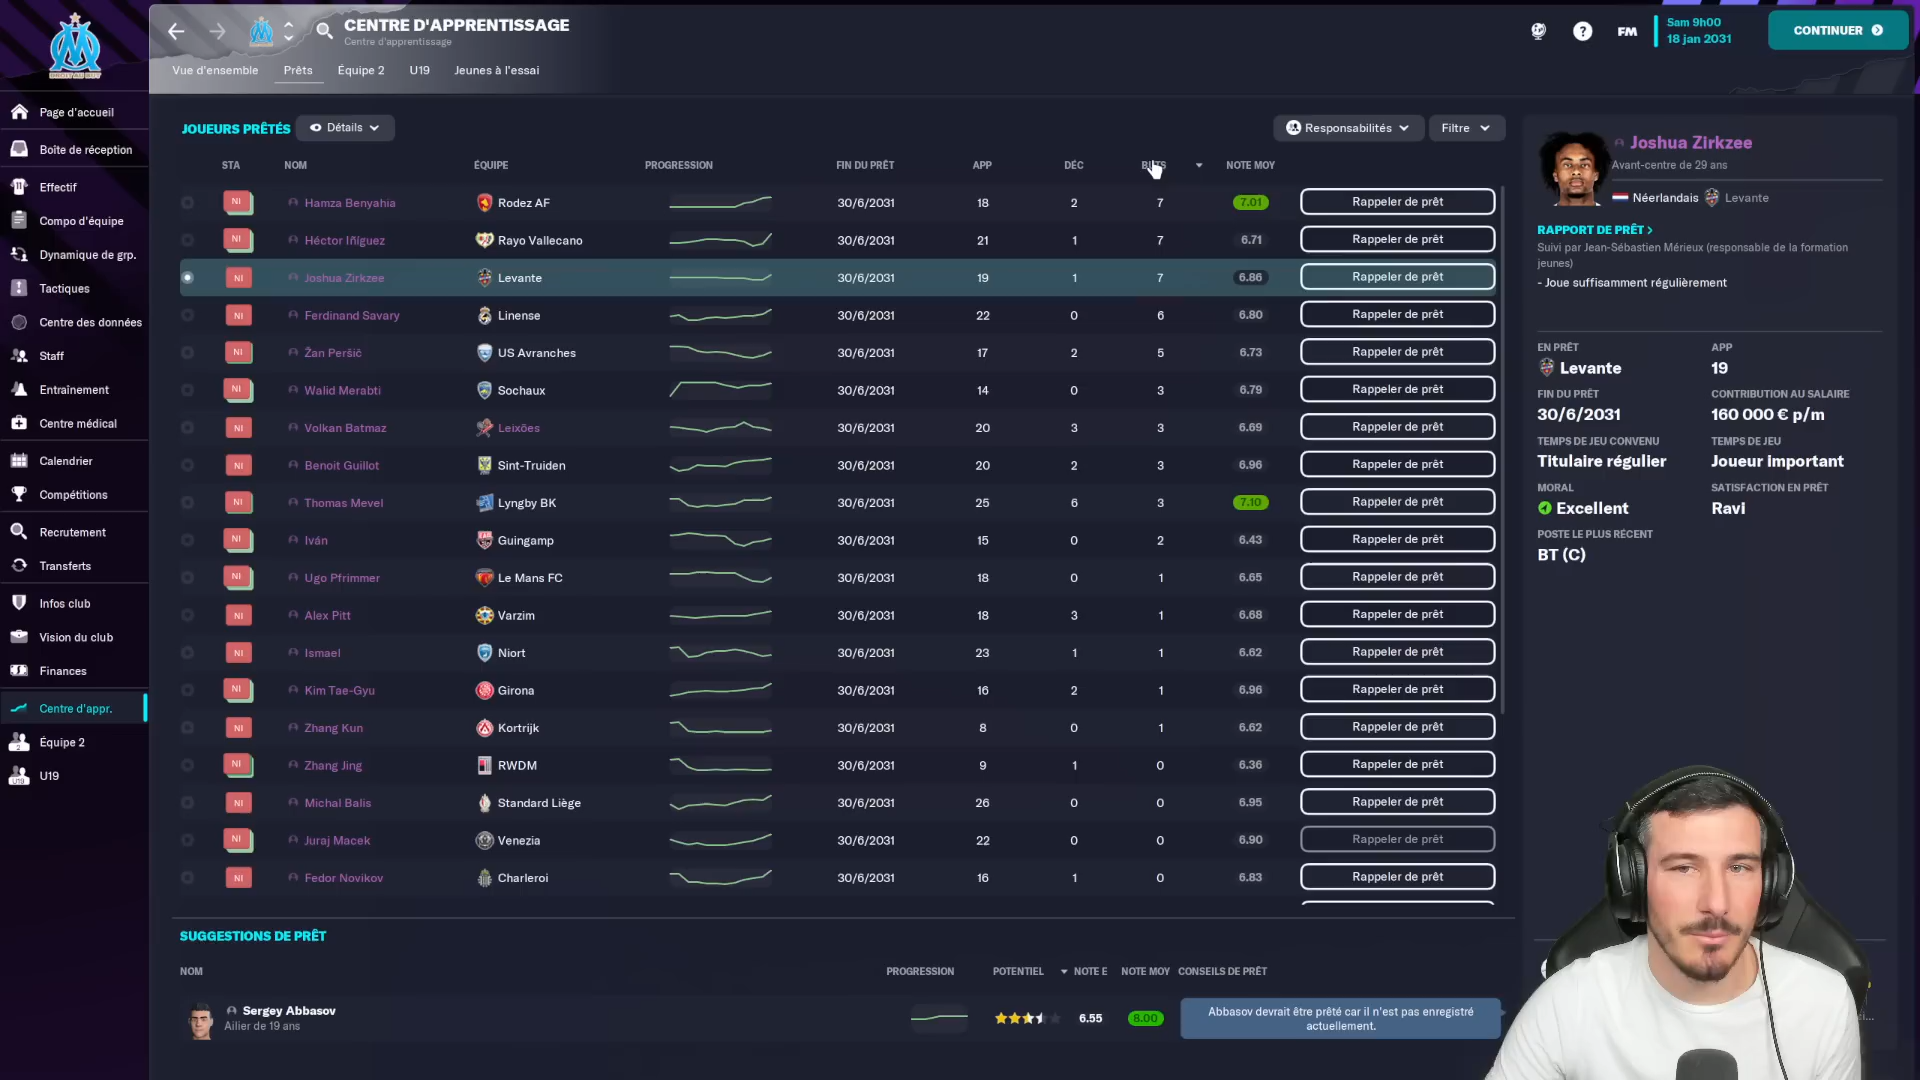 CENTRE D'APPRENTISSAGE
Centre d'apprentissage
FM
Sam 9h00
18 jan 2031
CONTINUER
Vue d'ensemble Prêts Équipe 2 U19 Jeunes à l'essai
Page d'accueil
Boîte de réception
Effectif
Compo d'équipe
Dynamique de grp.
Tactiques
Centre des données
Staff
Entraînement
Centre médical
Calendrier
Compétitions
Recrutement
Transferts
Infos club
Vision du club
Finances
Centre d'appr.
Équipe 2
U19
JOUEURS PRÊTÉS Détails Responsabilités Filtre
STA NOM ÉQUIPE PROGRESSION FIN DU PRÊT APP DÉC BUTS NOTE MOY
NI Hamza Benyahia Rodez AF 30/6/2031 18 2 7 7.01 Rappeler de prêt
NI Héctor Iñíguez Rayo Vallecano 30/6/2031 21 1 7 6.71 Rappeler de prêt
NI Joshua Zirkzee Levante 30/6/2031 19 1 7 6.86 Rappeler de prêt
NI Ferdinand Savary Linense 30/6/2031 22 0 6 6.80 Rappeler de prêt
NI Žan Peršič US Avranches 30/6/2031 17 2 5 6.73 Rappeler de prêt
NI Walid Merabti Sochaux 30/6/2031 14 0 3 6.79 Rappeler de prêt
NI Volkan Batmaz Leixões 30/6/2031 20 3 3 6.69 Rappeler de prêt
NI Benoit Guillot Sint-Truiden 30/6/2031 20 2 3 6.96 Rappeler de prêt
NI Thomas Mevel Lyngby BK 30/6/2031 25 6 3 7.10 Rappeler de prêt
NI Iván Guingamp 30/6/2031 15 0 2 6.43 Rappeler de prêt
NI Ugo Pfrimmer Le Mans FC 30/6/2031 18 0 1 6.65 Rappeler de prêt
NI Alex Pitt Varzim 30/6/2031 18 3 1 6.68 Rappeler de prêt
NI Ismael Niort 30/6/2031 23 1 1 6.62 Rappeler de prêt
NI Kim Tae-Gyu Girona 30/6/2031 16 2 1 6.96 Rappeler de prêt
NI Zhang Kun Kortrijk 30/6/2031 8 0 1 6.62 Rappeler de prêt
NI Zhang Jing RWDM 30/6/2031 9 1 0 6.36 Rappeler de prêt
NI Michal Balis Standard Liège 30/6/2031 26 0 0 6.95 Rappeler de prêt
NI Juraj Macek Venezia 30/6/2031 22 0 0 6.90 Rappeler de prêt
NI Fedor Novikov Charleroi 30/6/2031 16 1 0 6.83 Rappeler de prêt
SUGGESTIONS DE PRÊT
NOM PROGRESSION POTENTIEL NOTE E NOTE MOY CONSEILS DE PRÊT
Sergey Abbasov
Ailier de 19 ans
6.55 8.00
Abbasov devrait être prêté car il n'est pas enregistré
actuellement.
Joshua Zirkzee
Avant-centre de 29 ans
Néerlandais Levante
RAPPORT DE PRÊT >
Suivi par Jean-Sébastien Mérieux (responsable de la formation
jeunes)
- Joue suffisamment régulièrement
EN PRÊT APP
Levante 19
FIN DU PRÊT CONTRIBUTION AU SALAIRE
30/6/2031 160 000 € p/m
TEMPS DE JEU CONVENU TEMPS DE JEU
Titulaire régulier Joueur important
MORAL SATISFACTION EN PRÊT
Excellent Ravi
POSTE LE PLUS RÉCENT
BT (C)